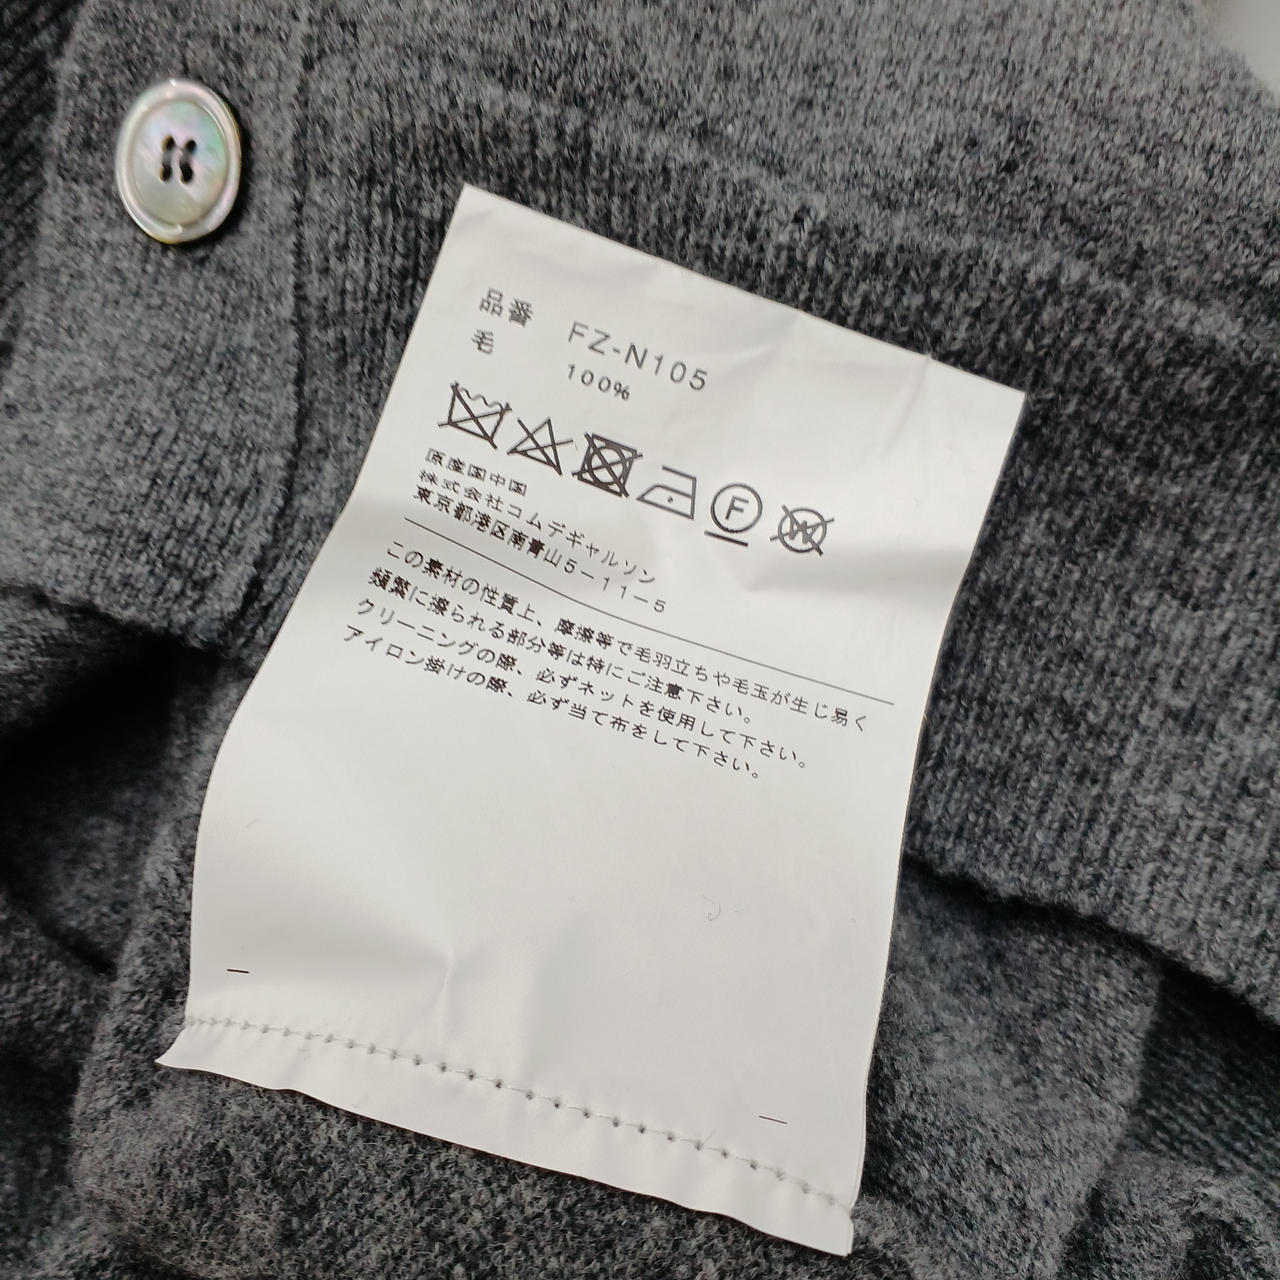 品番 FZ-N105
毛 100%
F
W
原産国中国
株式会社コムデギャルソン
東京都港区南青山5-11-5
この素材の性質上、摩擦等で毛羽立ちや毛玉が生じ易く
頻繁に擦られる部分等は特にご注意下さい。
クリーニングの際、必ずネットを使用して下さい。
アイロン掛けの際、必ず当て布をして下さい。